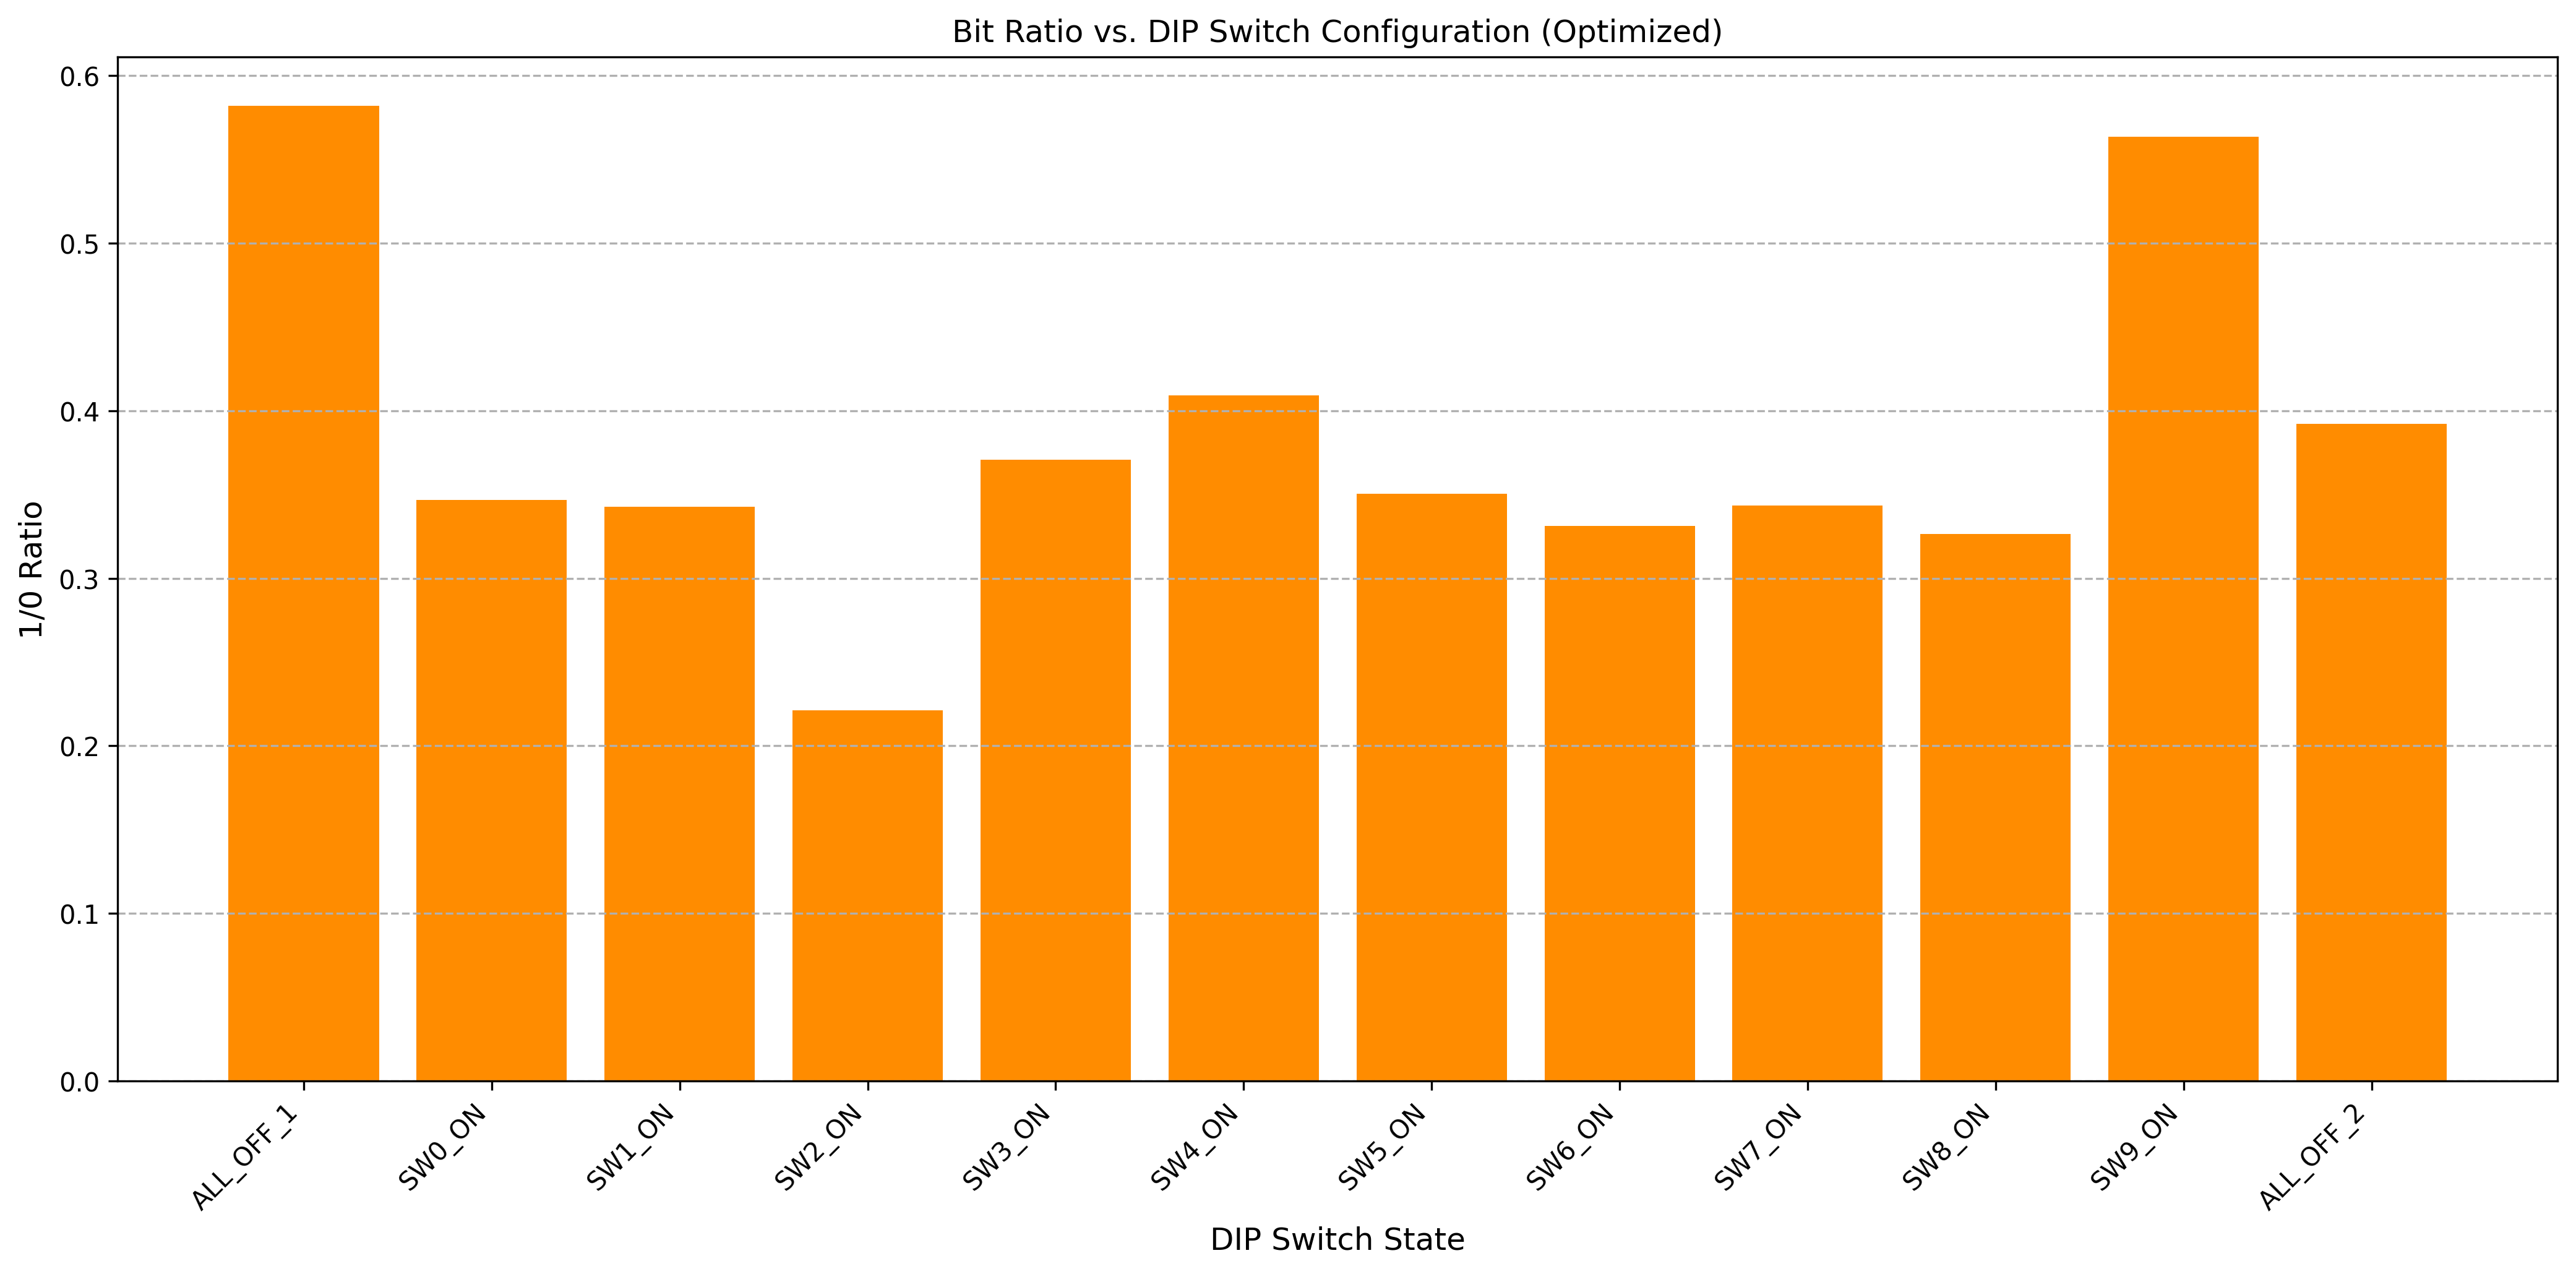 Bit Ratio vs. DIP Switch Configuration (Optimized)
1/0 Ratio
0.6
0.5
0.4
0.3
0.2
0.1
0.0
ALL_OFF_1
SW0_ON
SW1_ON
SW2_ON
SW3_ON
SW4_ON
SW5_ON
SW6_ON
SW7_ON
SW8_ON
SW9_ON
ALL_OFF_2
DIP Switch State